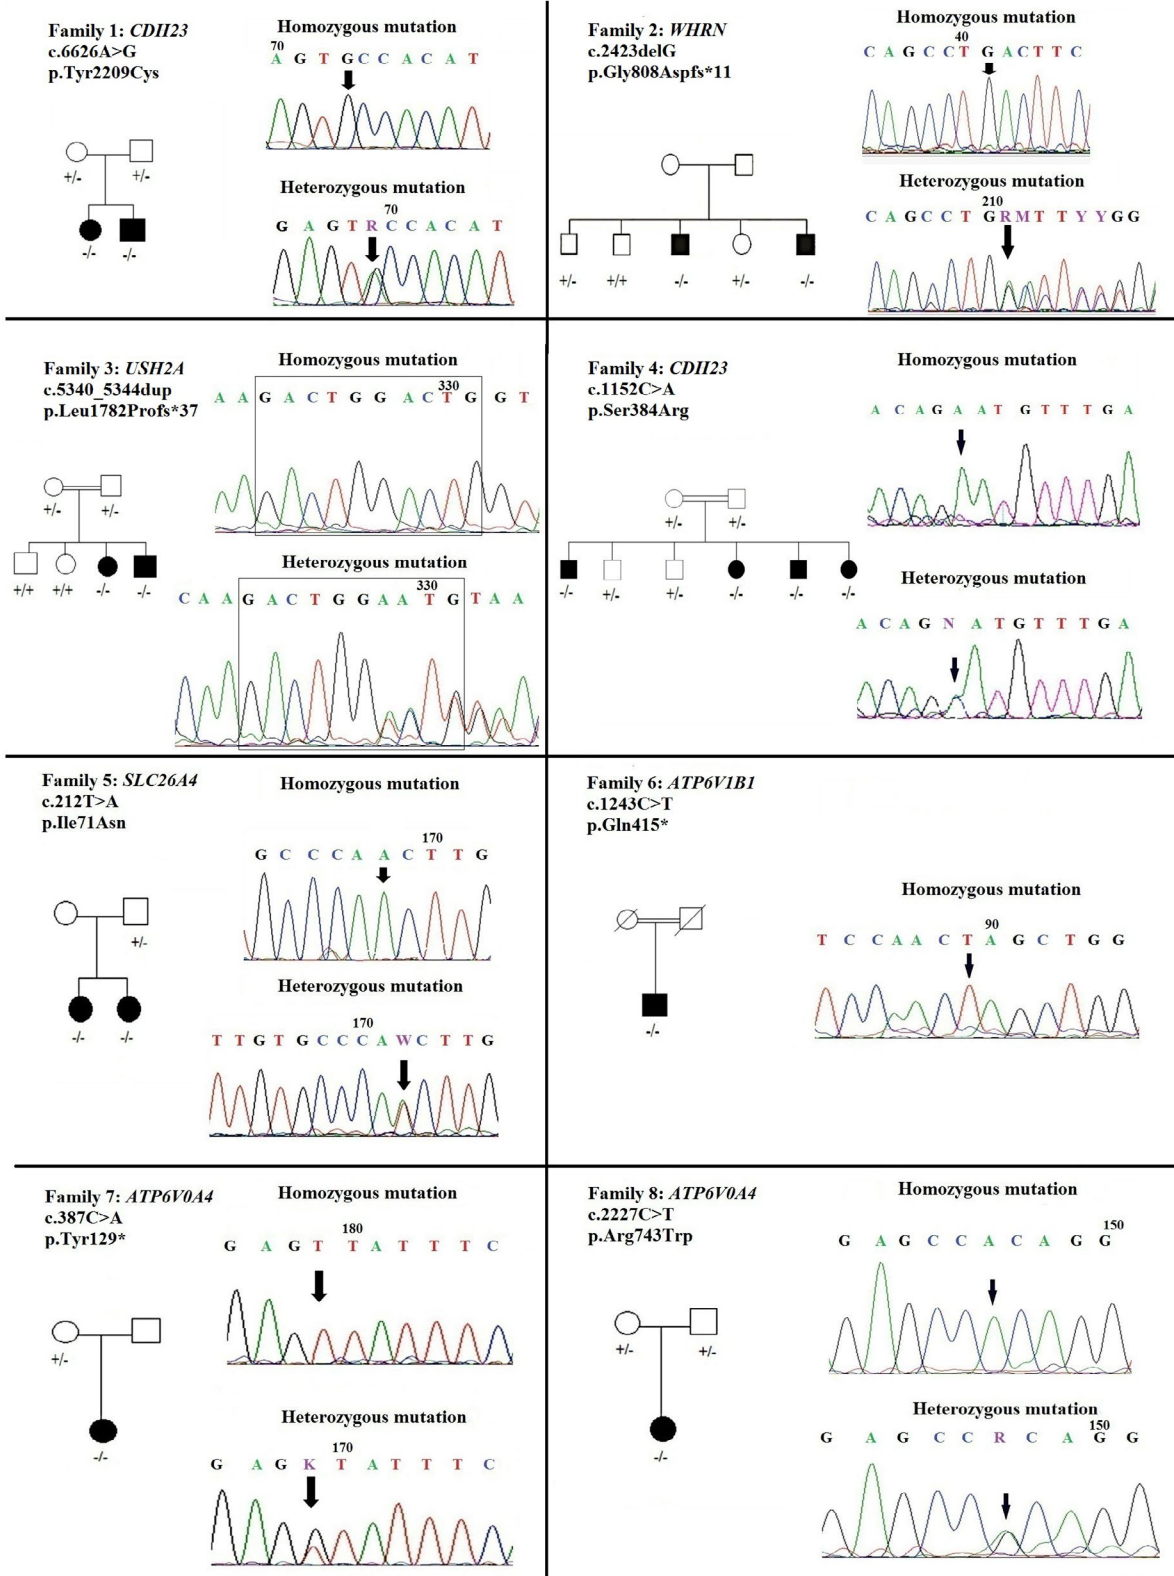 Family 1: CDII23
c.6626A>G
p.Tyr2209Cys
Homozygous mutation
70
A G T G C C A C A T
Heterozygous mutation
70
G A G T R C C A C A T
+/- +/-
-/- -/-
Family 2: WHRN
c.2423delG
p.Gly808Aspfs*11
Homozygous mutation
40
C A G C C T G A C T T C
Heterozygous mutation
210
C A G C C T G R M T T Y Y G G
+/- +/+ -/- +/- -/-
Family 3: USH2A
c.5340_5344dup
p.Leu1782Profs*37
Homozygous mutation
330
A A G A C T G G A C T G G T
Heterozygous mutation
330
C A A G A C T G G A A T G T A A
+/- +/-
+/+ +/+ -/- -/-
Family 4: CDII23
c.1152C>A
p.Ser384Arg
Homozygous mutation
A C A G A A T G T T T G A
Heterozygous mutation
A C A G N A T G T T T G A
+/- +/-
-/- +/- +/- -/- -/- -/-
Family 5: SLC26A4
c.212T>A
p.Ile71Asn
Homozygous mutation
170
G C C C A A C T T G
Heterozygous mutation
170
T T G T G C C C A W C T T G
+/-
-/- -/-
Family 6: ATP6V1B1
c.1243C>T
p.Gln415*
Homozygous mutation
90
T C C A A C T A G C T G G
-/-
Family 7: ATP6V0A4
c.387C>A
p.Tyr129*
Homozygous mutation
180
G A G T T A T T T C
Heterozygous mutation
170
G A G K T A T T T C
+/-
-/-
Family 8: ATP6V0A4
c.2227C>T
p.Arg743Trp
Homozygous mutation
150
G A G C C A C A G G
Heterozygous mutation
150
G A G C C R C A G G
+/- +/-
-/-